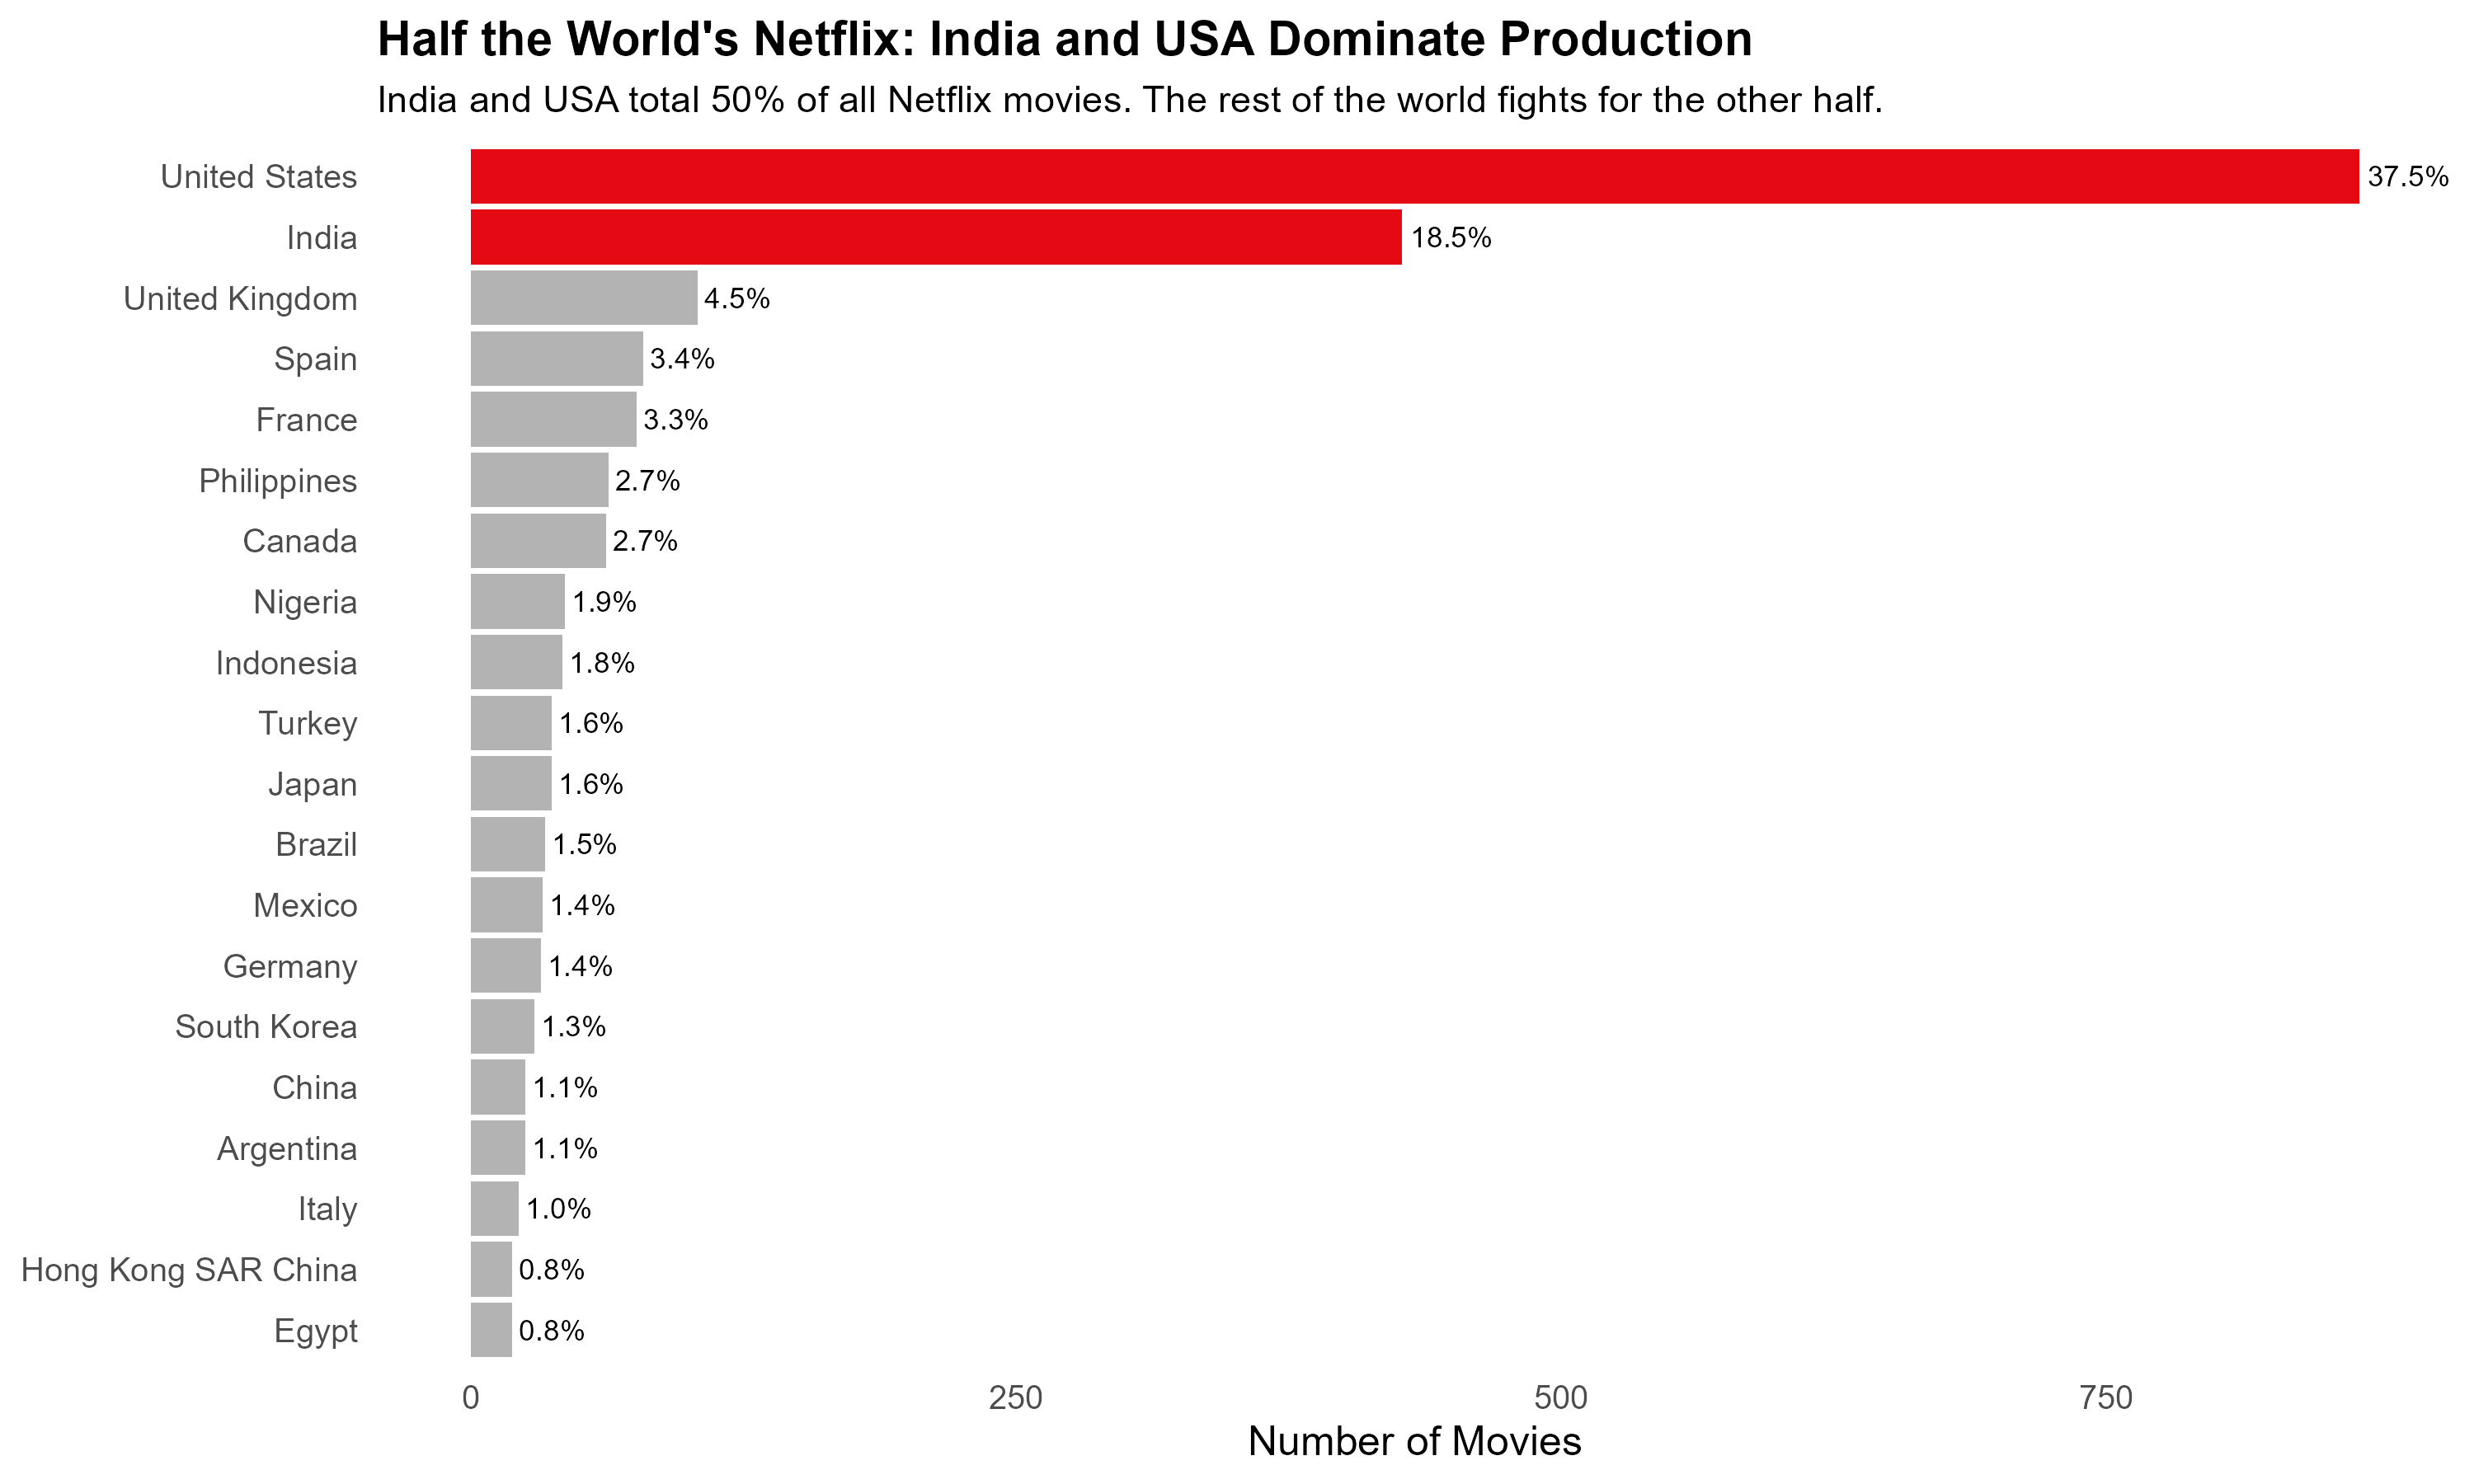 Half the World's Netflix: India and USA Dominate Production
India and USA total 50% of all Netflix movies. The rest of the world fights for the other half.
United States 37.5%
India 18.5%
United Kingdom 4.5%
Spain 3.4%
France 3.3%
Philippines 2.7%
Canada 2.7%
Nigeria 1.9%
Indonesia 1.8%
Turkey 1.6%
Japan 1.6%
Brazil 1.5%
Mexico 1.4%
Germany 1.4%
South Korea 1.3%
China 1.1%
Argentina 1.1%
Italy 1.0%
Hong Kong SAR China 0.8%
Egypt 0.8%
0 250 500 750
Number of Movies